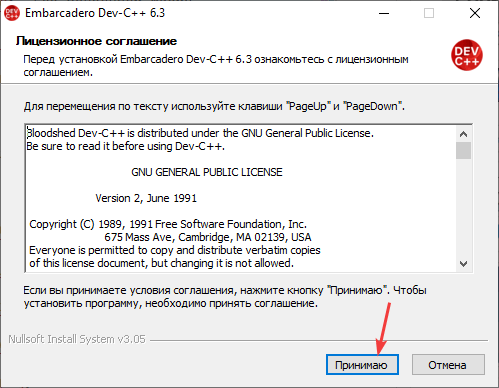 Embarcadero Dev-C++ 6.3
Лицензионное соглашение
Перед установкой Embarcadero Dev-C++ 6.3 ознакомьтесь с лицензионным
соглашением.
DEV
C++
Для перемещения по тексту используйте клавиши "PageUp" и "PageDown".
Bloodshed Dev-C++ is distributed under the GNU General Public License.
Be sure to read it before using Dev-C++.
GNU GENERAL PUBLIC LICENSE
Version 2, June 1991
Copyright (C) 1989, 1991 Free Software Foundation, Inc.
675 Mass Ave, Cambridge, MA 02139, USA
Everyone is permitted to copy and distribute verbatim copies
of this license document, but changing it is not allowed.
Если вы принимаете условия соглашения, нажмите кнопку "Принимаю". Чтобы
установить программу, необходимо принять соглашение.
Nullsoft Install System v3.05
Принимаю
Отмена